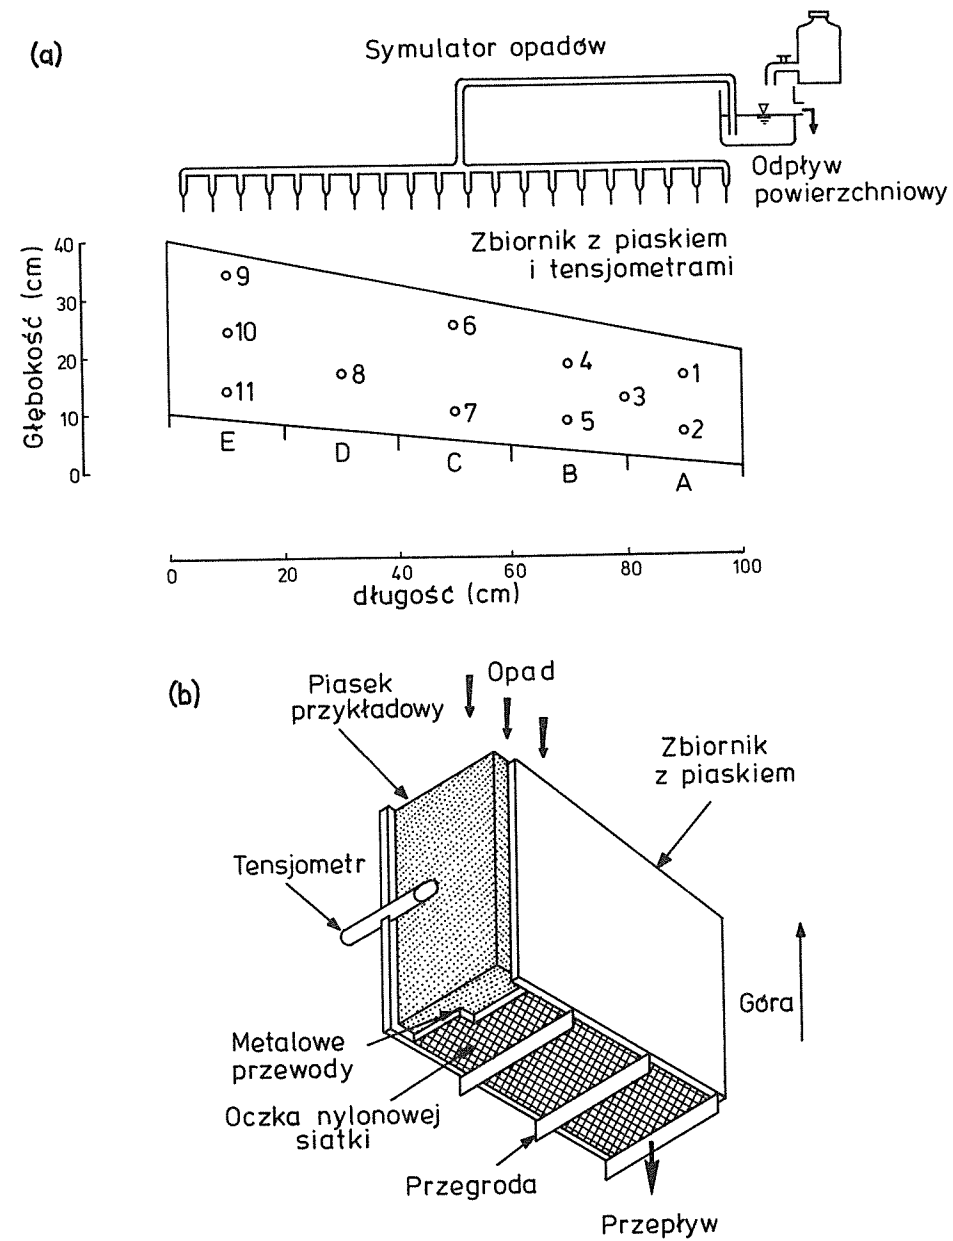 (a)
Symulator opadów
Odpływ
powierzchniowy
Zbiornik z piaskiem
i tensjometrami
Głębokość (cm)
40
30
20
10
0
9
10
11
8
6
7
4
5
3
1
2
E
D
C
B
A
0
20
40
60
80
100
długość (cm)
(b)
Opad
Piasek
przykładowy
Zbiornik
z piaskiem
Tensjometr
Góra
Metalowe
przewody
Oczka nylonowej
siatki
Przegroda
Przepływ